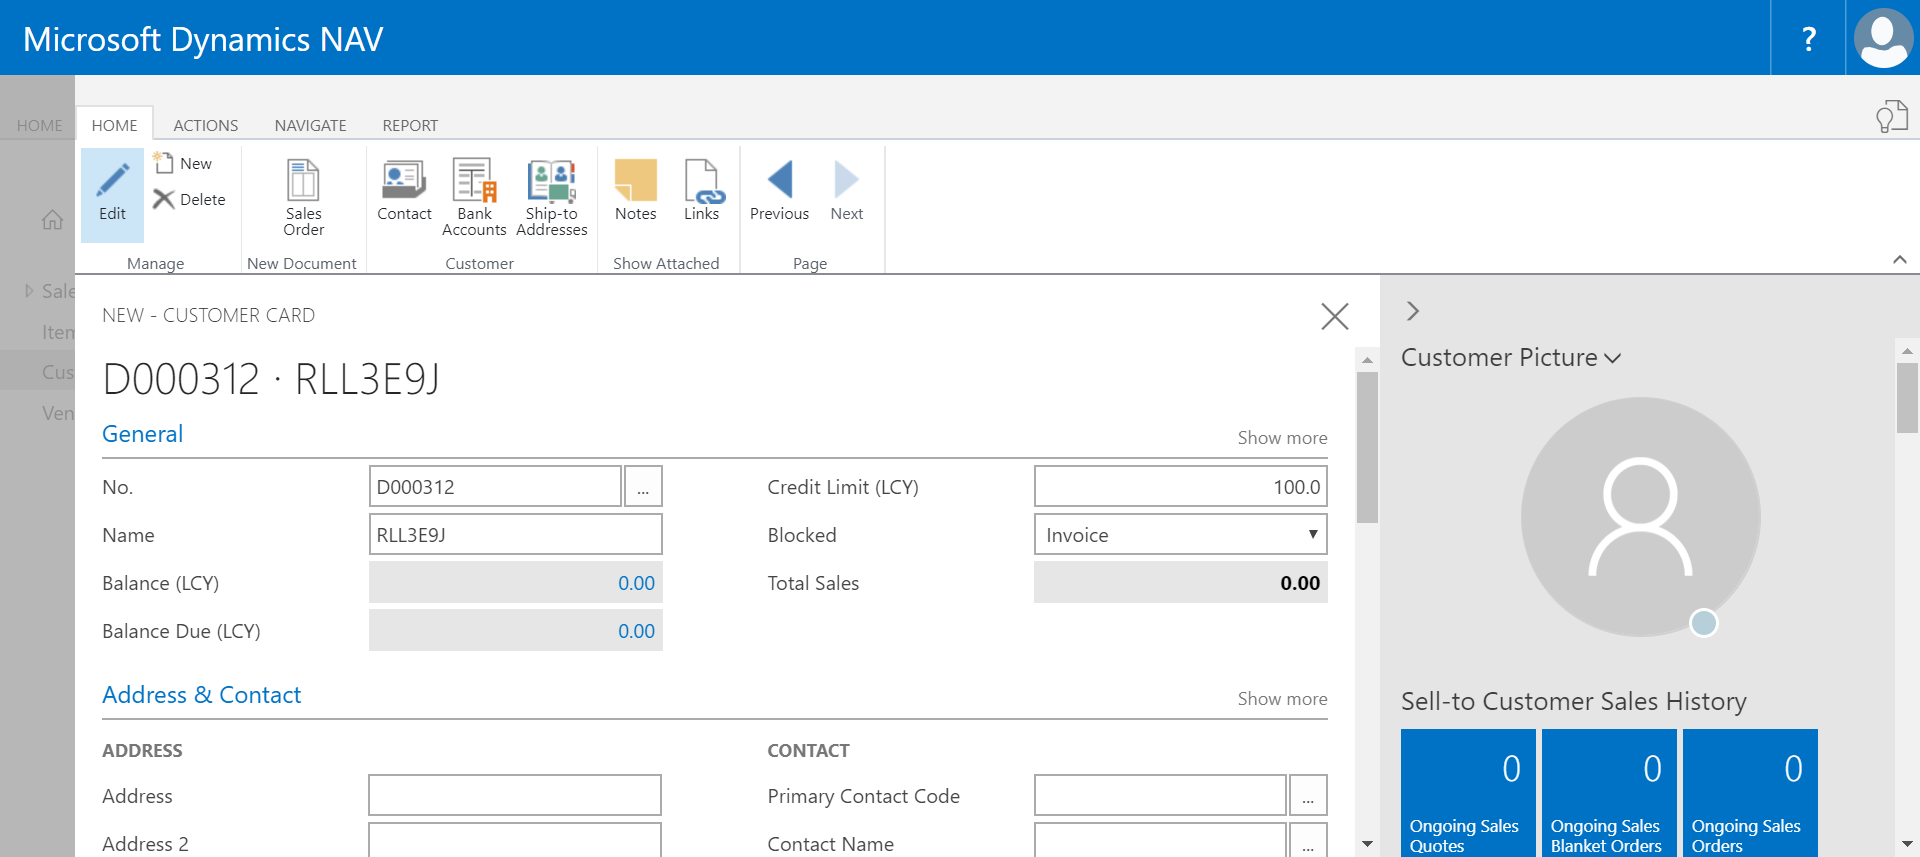 Microsoft Dynamics NAV
?
HOME
HOME
ACTIONS
NAVIGATE
REPORT
Edit
New
Delete
Manage
Sales
Order
New Document
Contact
Bank
Accounts
Ship-to
Addresses
Customer
Notes
Links
Show Attached
Previous
Next
Page
Sale
Item
Cus
Ven
NEW - CUSTOMER CARD
D000312 · RLL3E9J
General
Show more
No.
D000312
...
Credit Limit (LCY)
100.0
Name
RLL3E9J
Blocked
Invoice
Balance (LCY)
0.00
Total Sales
0.00
Balance Due (LCY)
0.00
Address & Contact
Show more
ADDRESS
CONTACT
Address
Primary Contact Code
...
Address 2
Contact Name
...
Customer Picture
Sell-to Customer Sales History
0
Ongoing Sales
Quotes
0
Ongoing Sales
Blanket Orders
0
Ongoing Sales
Orders